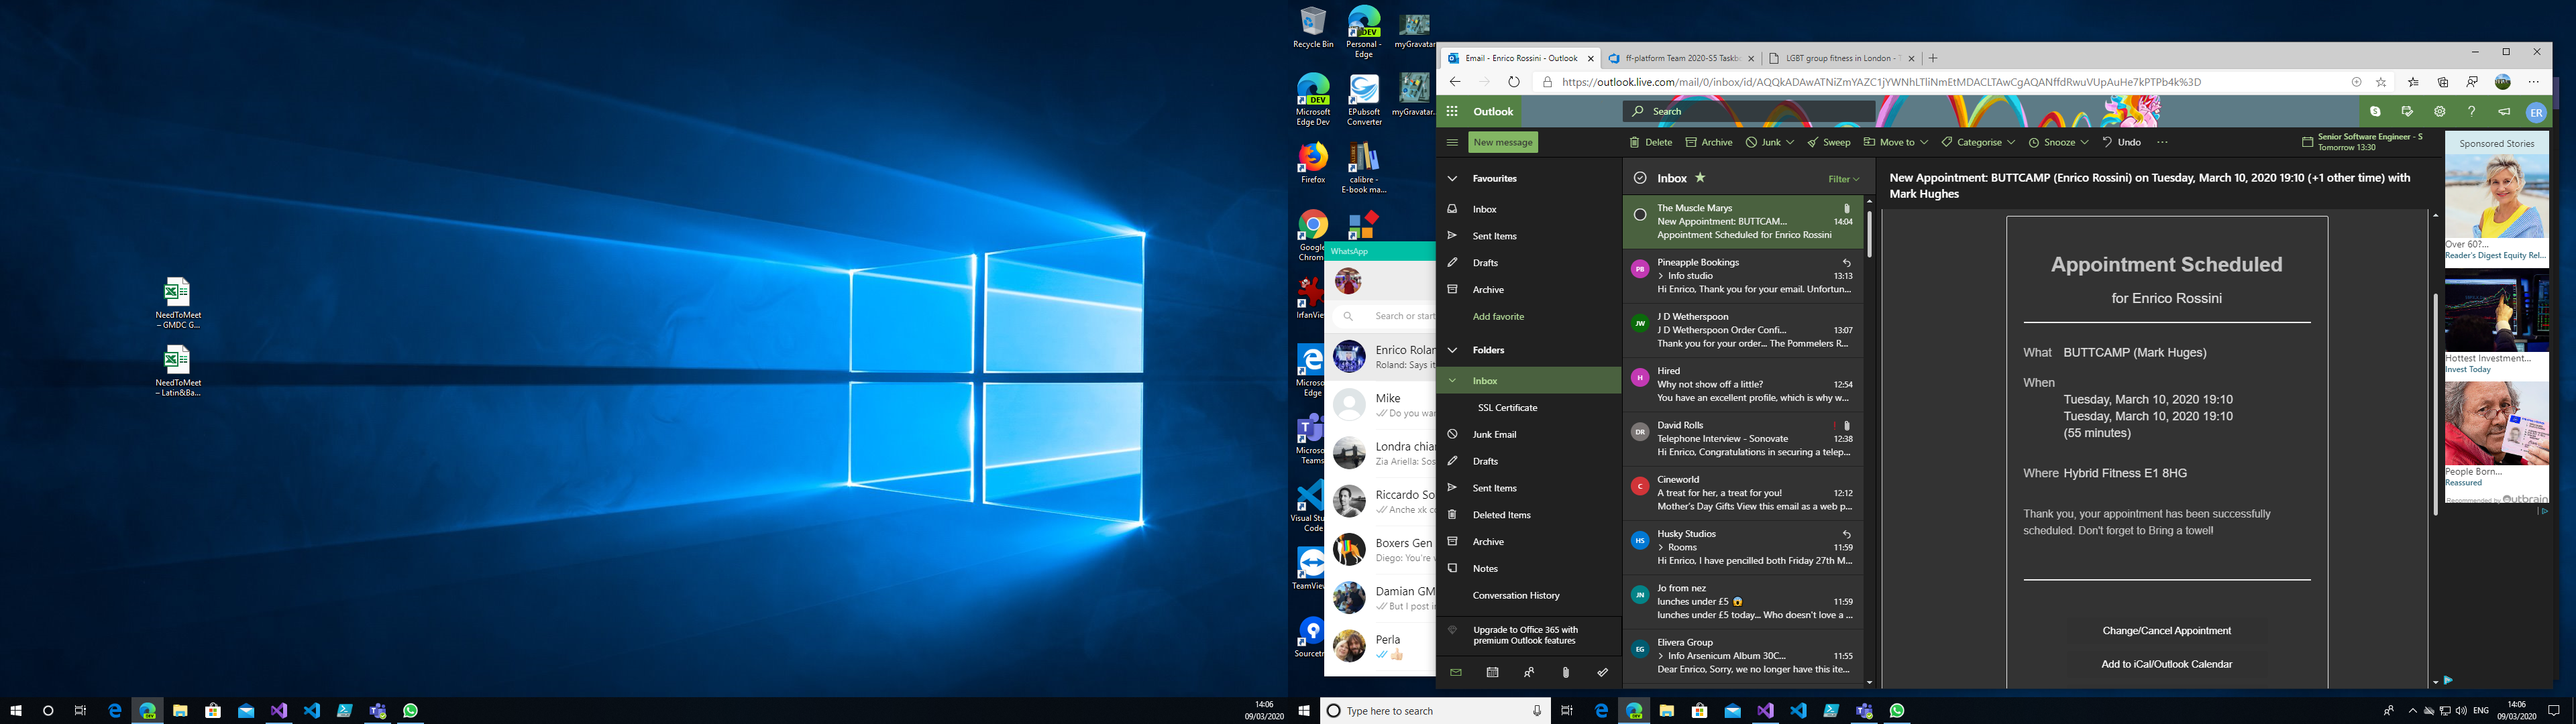 Recycle Bin
Personal - Edge
myGravatar
Microsoft Edge Dev
EPubsoft Converter
myGravatar...
Firefox
calibre - E-book ma...
Google Chrom
IrfanView
Microso Edge
Microso Teams
Visual Stu Code
TeamView
Sourcetr
NeedToMeet
– GMDC G...
NeedToMeet
– Latin&Ba...
WhatsApp
Search or start
Enrico Rolan
Roland: Says it
Mike
Do you wan
Londra chiar
Zia Ariella: Sos
Riccardo So
Anche xk co
Boxers Gen
Diego: You're v
Damian GM
But I post in
Perla
Email - Enrico Rossini - Outlook
ff-platform Team 2020-S5 Taskb
LGBT group fitness in London - T
https://outlook.live.com/mail/0/inbox/id/AQQkADAwATNiZmYAZC1jYWNhLTliNmEtMDACLTAwCgAQANffdRwuVUpAuHe7kPTPb4k%3D
Outlook
Search
ER
New message
Delete
Archive
Junk
Sweep
Move to
Categorise
Snooze
Undo
Senior Software Engineer - S
Tomorrow 13:30
Favourites
Inbox
Sent Items
Drafts
Archive
Add favorite
Folders
Inbox
SSL Certificate
Junk Email
Drafts
Sent Items
Deleted Items
Archive
Notes
Conversation History
Upgrade to Office 365 with
premium Outlook features
Inbox
Filter
The Muscle Marys
New Appointment: BUTTCAM... 14:04
Appointment Scheduled for Enrico Rossini
PB
Pineapple Bookings
Info studio 13:13
Hi Enrico, Thank you for your email. Unfortun...
JW
J D Wetherspoon
J D Wetherspoon Order Confi... 13:07
Thank you for your order... The Pommelers R...
H
Hired
Why not show off a little? 12:54
You have an excellent profile, which is why w...
DR
David Rolls
Telephone Interview - Sonovate 12:38
Hi Enrico, Congratulations in securing a telep...
C
Cineworld
A treat for her, a treat for you! 12:12
Mother's Day Gifts View this email as a web p...
HS
Husky Studios
Rooms 11:59
Hi Enrico, I have pencilled both Friday 27th M...
JN
Jo from nez
lunches under £5 😱 11:59
lunches under £5 today... Who doesn't love a ...
EG
Elivera Group
Info Arsenicum Album 30C... 11:55
Dear Enrico, Sorry, we no longer have this ite...
New Appointment: BUTTCAMP (Enrico Rossini) on Tuesday, March 10, 2020 19:10 (+1 other time) with
Mark Hughes
Appointment Scheduled
for Enrico Rossini
What BUTTCAMP (Mark Huges)
When
Tuesday, March 10, 2020 19:10
Tuesday, March 10, 2020 19:10
(55 minutes)
Where Hybrid Fitness E1 8HG
Thank you, your appointment has been successfully
scheduled. Don't forget to Bring a towel!
Change/Cancel Appointment
Add to iCal/Outlook Calendar
Sponsored Stories
Over 60?...
Reader's Digest Equity Rel...
Hottest Investment...
Invest Today
People Born...
Reassured
Recommended by Outbrain
14:06
09/03/2020
Type here to search
ENG
14:06
09/03/2020